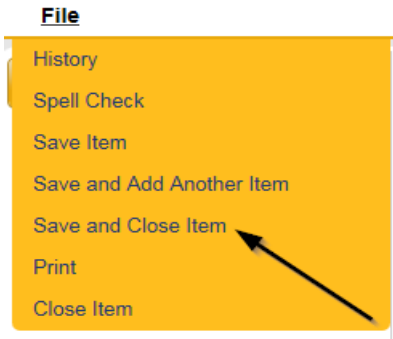 File
History
Spell Check
Save Item
Save and Add Another Item
Save and Close Item
Print
Close Item